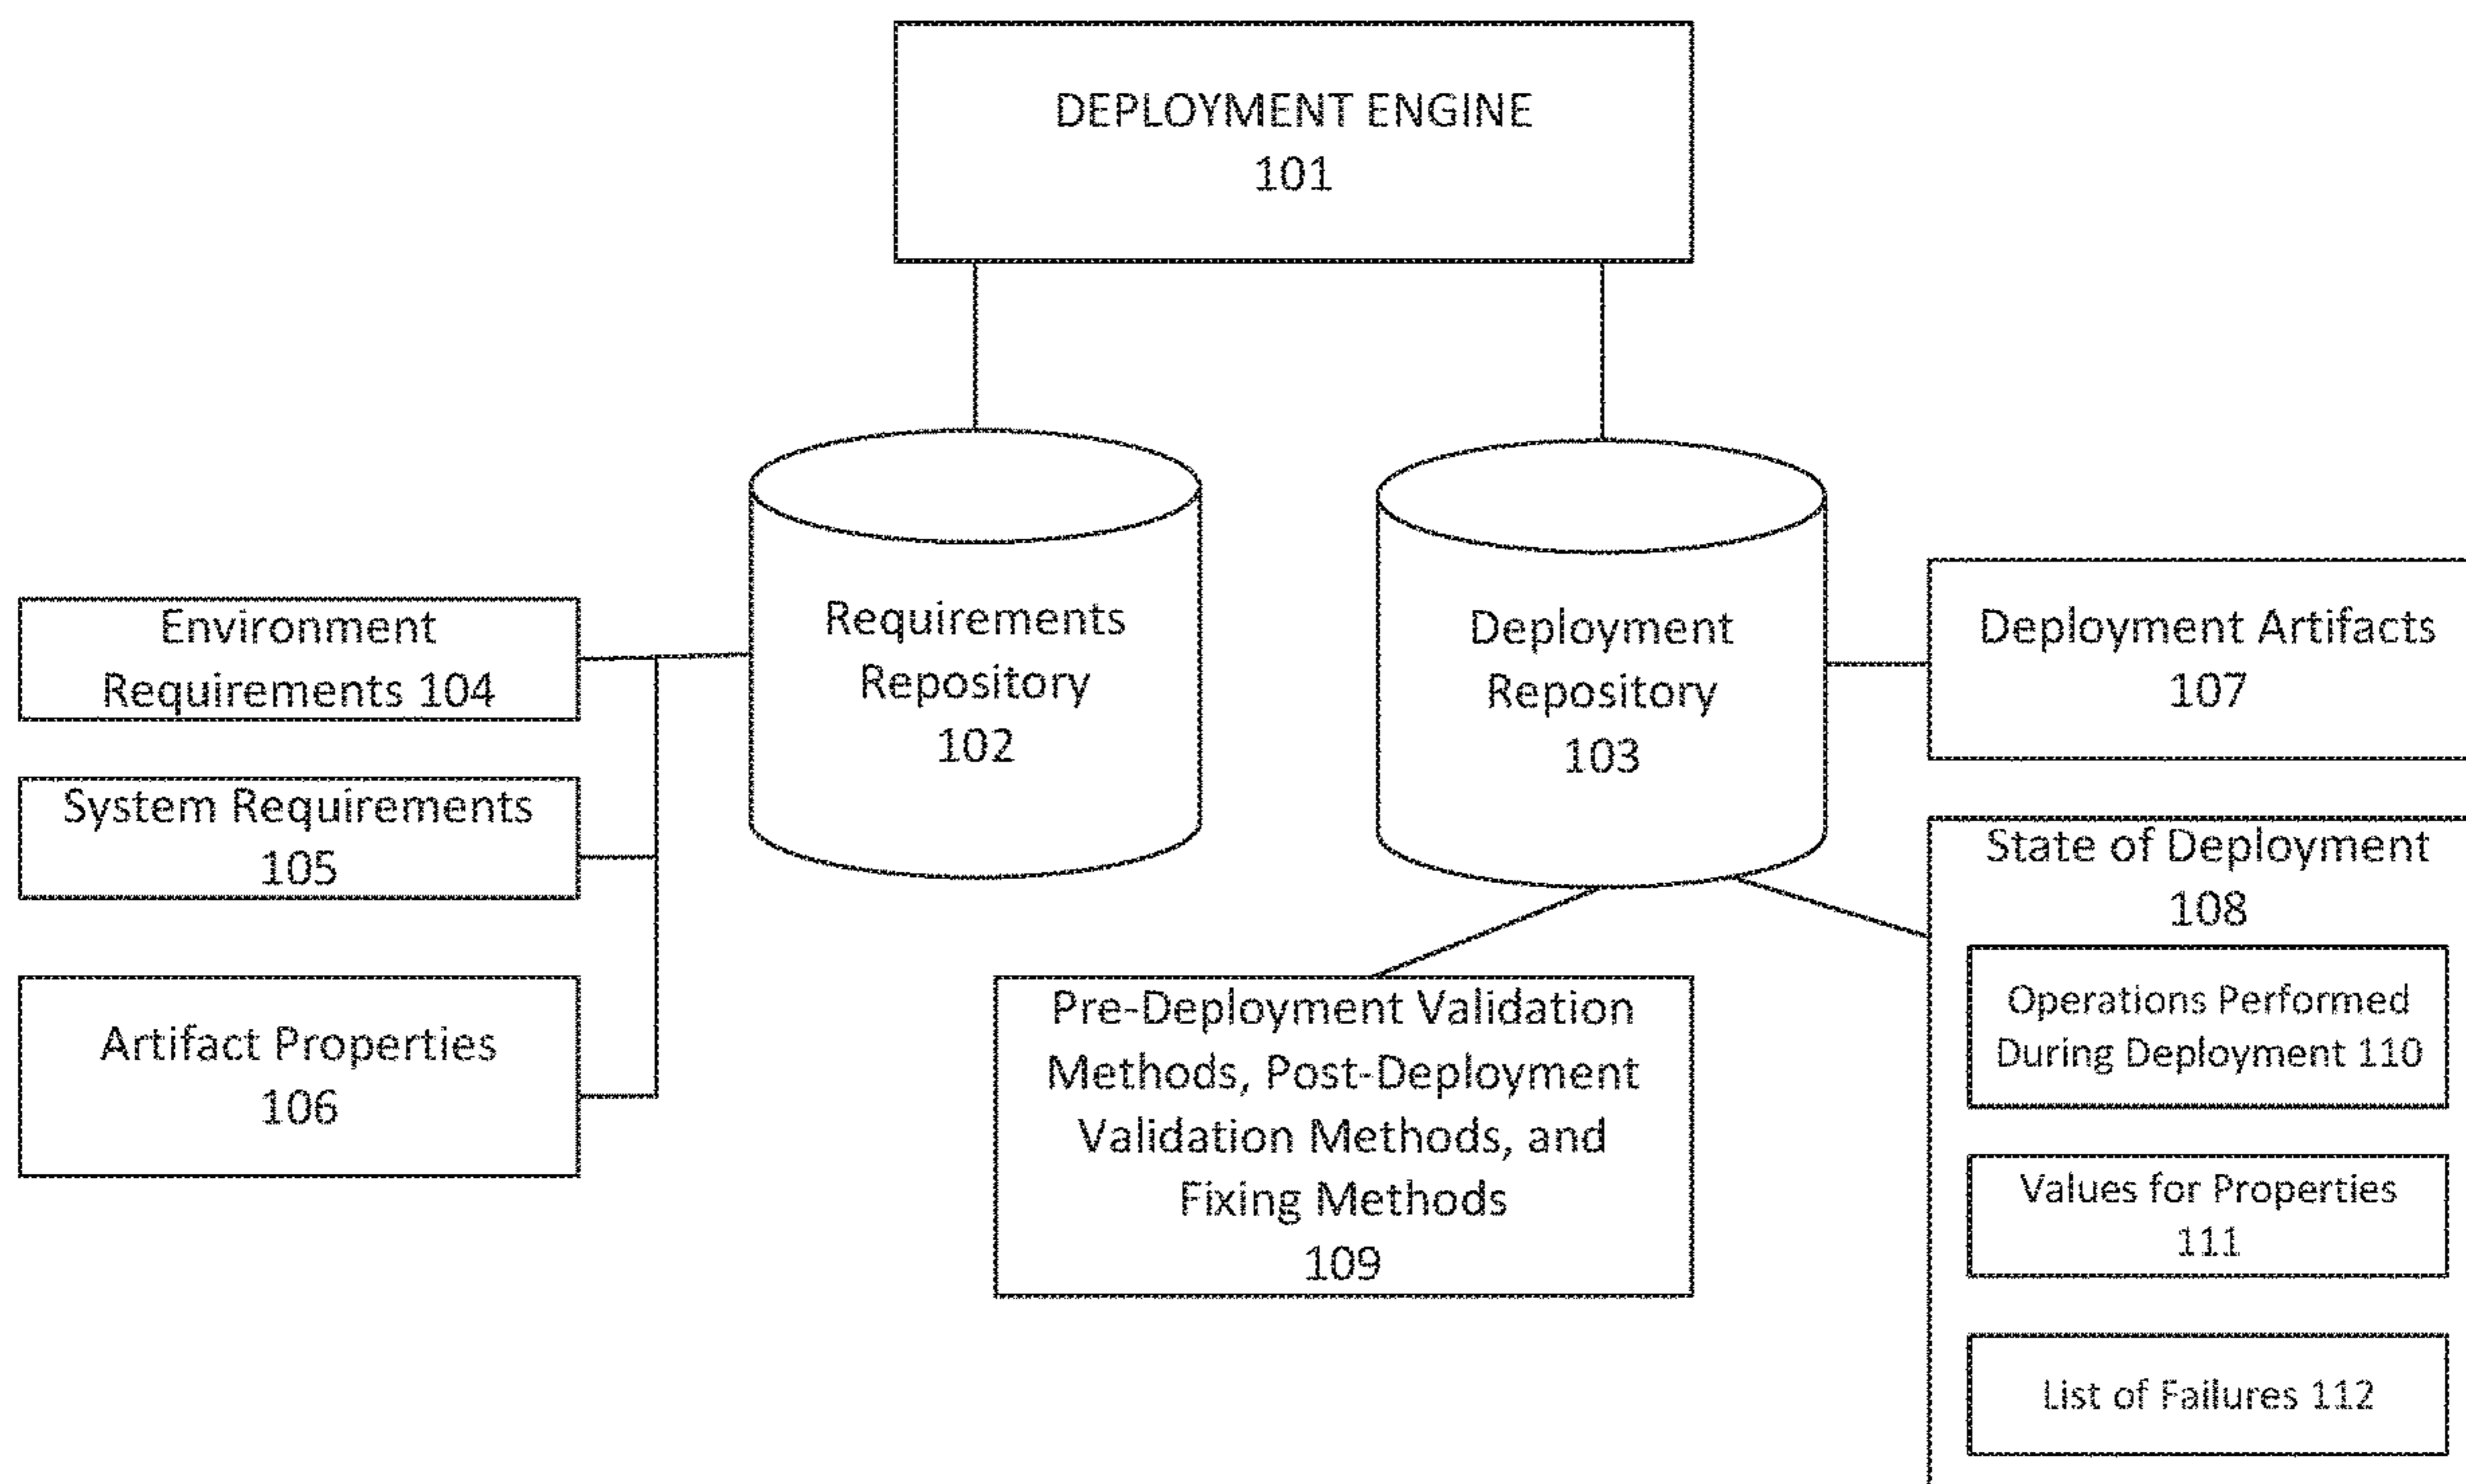 DEPLOYMENT ENGINE
101
Requirements
Repository
102
Deployment
Repository
103
Environment
Requirements 104
System Requirements
105
Artifact Properties
106
Deployment Artifacts
107
State of Deployment
108
Operations Performed
During Deployment 110
Values for Properties
111
List of Failures 112
Pre-Deployment Validation
Methods, Post-Deployment
Validation Methods, and
Fixing Methods
109